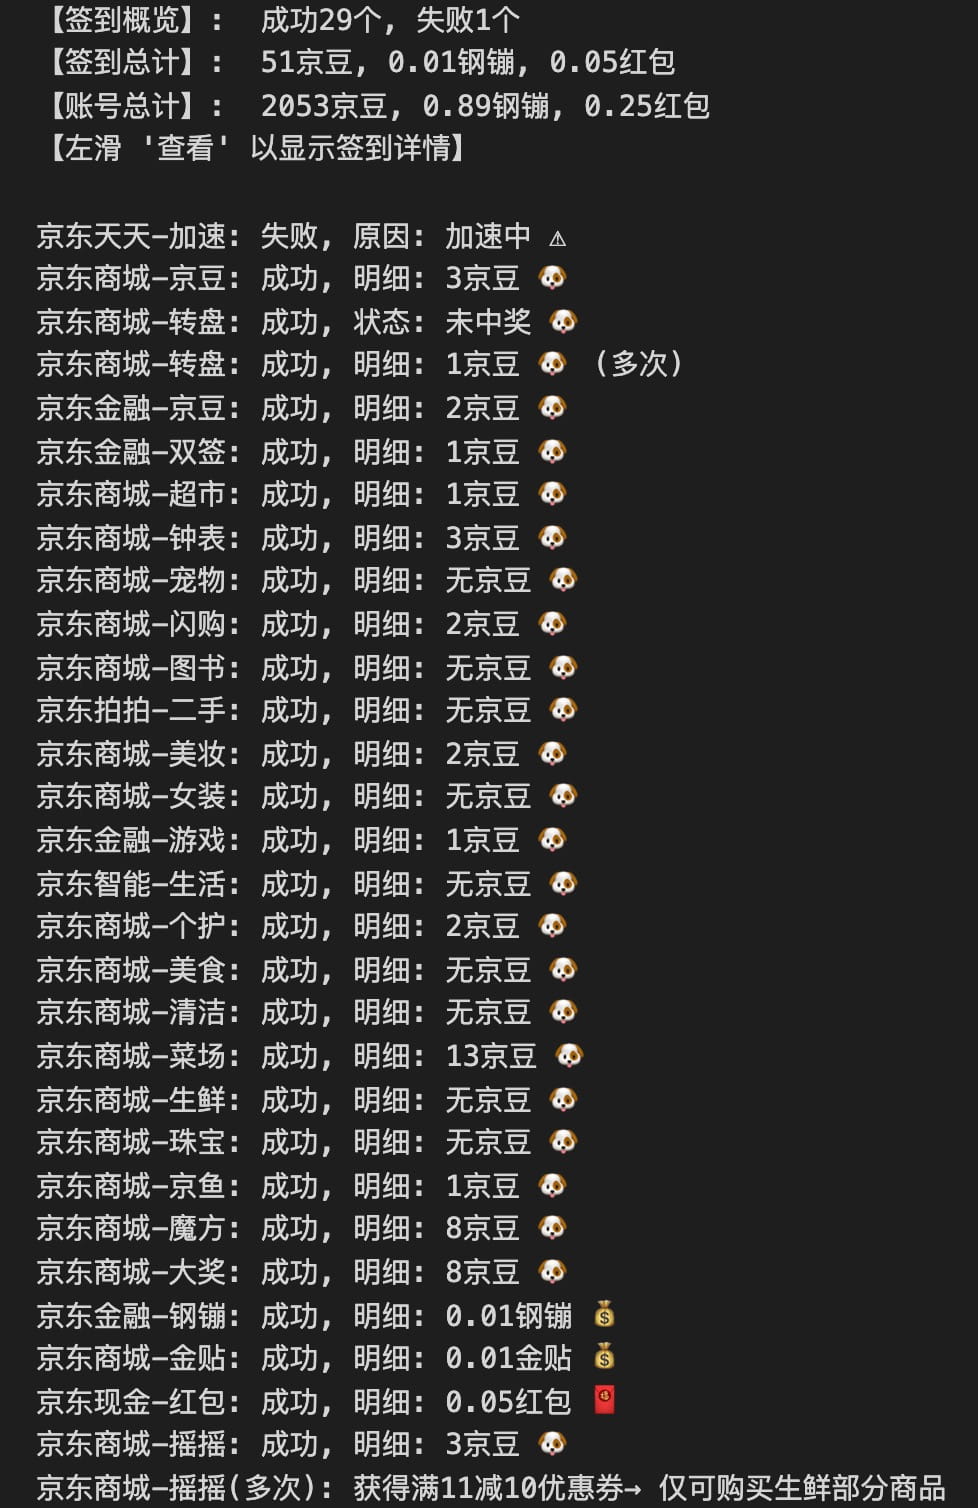 【签到概览】: 成功29个, 失败1个
【签到总计】: 51京豆, 0.01钢镚, 0.05红包
【账号总计】: 2053京豆, 0.89钢镚, 0.25红包
【左滑 '查看' 以显示签到详情】
京东天天-加速: 失败, 原因: 加速中 ⚠
京东商城-京豆: 成功, 明细: 3京豆 🐶
京东商城-转盘: 成功, 状态: 未中奖 🐶
京东商城-转盘: 成功, 明细: 1京豆 🐶 (多次)
京东金融-京豆: 成功, 明细: 2京豆 🐶
京东金融-双签: 成功, 明细: 1京豆 🐶
京东商城-超市: 成功, 明细: 1京豆 🐶
京东商城-钟表: 成功, 明细: 3京豆 🐶
京东商城-宠物: 成功, 明细: 无京豆 🐶
京东商城-闪购: 成功, 明细: 2京豆 🐶
京东商城-图书: 成功, 明细: 无京豆 🐶
京东拍拍-二手: 成功, 明细: 无京豆 🐶
京东商城-美妆: 成功, 明细: 2京豆 🐶
京东商城-女装: 成功, 明细: 无京豆 🐶
京东金融-游戏: 成功, 明细: 1京豆 🐶
京东智能-生活: 成功, 明细: 无京豆 🐶
京东商城-个护: 成功, 明细: 2京豆 🐶
京东商城-美食: 成功, 明细: 无京豆 🐶
京东商城-清洁: 成功, 明细: 无京豆 🐶
京东商城-菜场: 成功, 明细: 13京豆 🐶
京东商城-生鲜: 成功, 明细: 无京豆 🐶
京东商城-珠宝: 成功, 明细: 无京豆 🐶
京东商城-京鱼: 成功, 明细: 1京豆 🐶
京东商城-魔方: 成功, 明细: 8京豆 🐶
京东商城-大奖: 成功, 明细: 8京豆 🐶
京东金融-钢镚: 成功, 明细: 0.01钢镚 💰
京东商城-金贴: 成功, 明细: 0.01金贴 💰
京东现金-红包: 成功, 明细: 0.05红包 🧧
京东商城-摇摇: 成功, 明细: 3京豆 🐶
京东商城-摇摇(多次): 获得满11减10优惠券→ 仅可购买生鲜部分商品